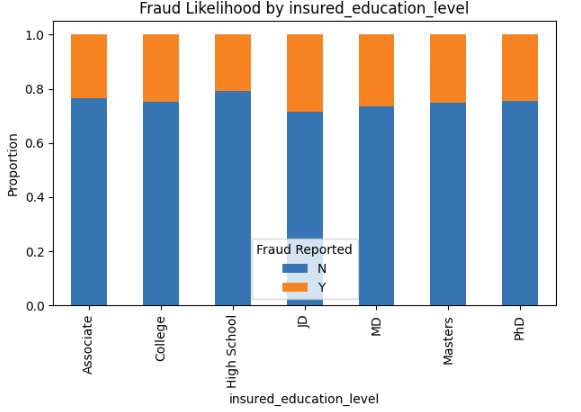 Fraud Likelihood by insured_education_level
1.0
0.8
0.6
0.4
0.2
0.0
Proportion
Fraud Reported
N
Y
Associate
College
High School
JD
MD
Masters
PhD
insured_education_level